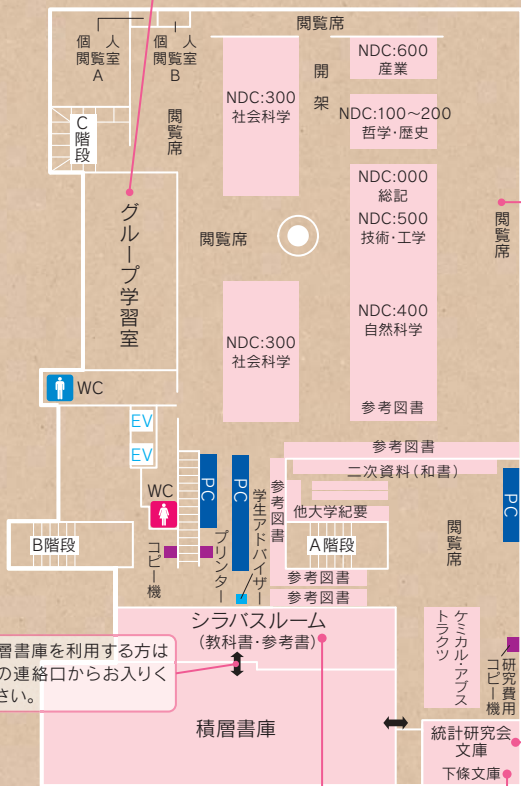 閲覧席
個 人
閲覧室
A
個 人
閲覧室
B
NDC:600
産業
開架
NDC:300
社会科学
NDC:100〜200
哲学・歴史
C階段
閲覧席
NDC:000
総記
NDC:500
技術・工学
グループ学習室
閲覧席
閲覧席
NDC:400
自然科学
NDC:300
社会科学
WC
参考図書
EV
EV
参考図書
二次資料(和書)
PC
PC
PC
参考図書
WC
学生アドバイザー
他大学紀要
閲覧席
B階段
コピー機
プリンター
A階段
参考図書
参考図書
シラバスルーム
(教科書・参考書)
ケミカル・アブス
トラクツ
研究費用
コピー機
層書庫を利用する方は
の連絡口からお入りく
さい。
積層書庫
統計研究会
文庫
下條文庫